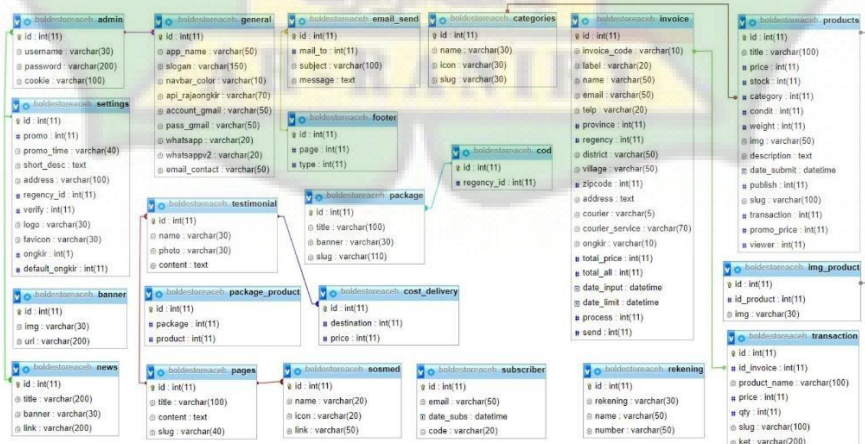 boldestoreaceh admin
id : int(11)
username : varchar(30)
password : varchar(200)
cookie : varchar(100)
boldestoreaceh general
id : int(11)
app_name : varchar(50)
slogan : varchar(150)
navbar_color : varchar(10)
api_rajaongkir : varchar(70)
account_gmail : varchar(50)
pass_gmail : varchar(50)
whatsapp : varchar(20)
whatsappv2 : varchar(20)
email_contact : varchar(50)
boldestoreaceh email_send
id : int(11)
mail_to : int(11)
subject : varchar(100)
message : text
boldestoreaceh categories
id : int(11)
name : varchar(30)
icon : varchar(30)
slug : varchar(30)
boldestoreaceh invoice
id : int(11)
invoice_code : varchar(10)
label : varchar(20)
name : varchar(50)
email : varchar(50)
telp : varchar(20)
province : int(11)
regency : int(11)
district : varchar(50)
village : varchar(50)
zipcode : int(11)
address : text
courier : varchar(5)
courier_service : varchar(70)
ongkir : varchar(10)
total_price : int(11)
total_all : int(11)
date_input : datetime
date_limit : datetime
process : int(11)
send : int(11)
boldestoreaceh products
id : int(11)
title : varchar(100)
price : int(11)
stock : int(11)
category : int(11)
condit : int(11)
weight : int(11)
img : varchar(50)
description : text
date_submit : datetime
publish : int(11)
slug : varchar(100)
transaction : int(11)
promo_price : int(11)
viewer : int(11)
boldestoreaceh settings
id : int(11)
promo : int(11)
promo_time : varchar(40)
short_desc : text
address : varchar(100)
regency_id : int(11)
verify : int(1)
logo : varchar(30)
favicon : varchar(30)
ongkir : int(1)
default_ongkir : int(11)
boldestoreaceh footer
id : int(11)
page : int(11)
type : int(11)
boldestoreaceh cod
id : int(11)
regency_id : int(11)
boldestoreaceh testimonial
id : int(11)
name : varchar(30)
photo : varchar(30)
content : text
boldestoreaceh package
id : int(11)
title : varchar(100)
banner : varchar(30)
slug : varchar(110)
boldestoreaceh img_product
id : int(11)
id_product : int(11)
img : varchar(30)
boldestoreaceh banner
id : int(11)
img : varchar(30)
url : varchar(200)
boldestoreaceh package_product
id : int(11)
package : int(11)
product : int(11)
boldestoreaceh cost_delivery
id : int(11)
destination : int(11)
price : int(11)
boldestoreaceh transaction
id : int(11)
id_invoice : int(11)
product_name : varchar(100)
price : int(11)
qty : int(11)
slug : varchar(100)
ket : varchar(200)
boldestoreaceh news
id : int(11)
title : varchar(200)
banner : varchar(30)
link : varchar(200)
boldestoreaceh pages
id : int(11)
title : varchar(100)
content : text
slug : varchar(40)
boldestoreaceh sosmed
id : int(11)
name : varchar(20)
icon : varchar(20)
link : varchar(50)
boldestoreaceh subscriber
id : int(11)
email : varchar(50)
date_subs : datetime
code : varchar(20)
boldestoreaceh rekening
id : int(11)
rekening : varchar(30)
name : varchar(50)
number : varchar(50)